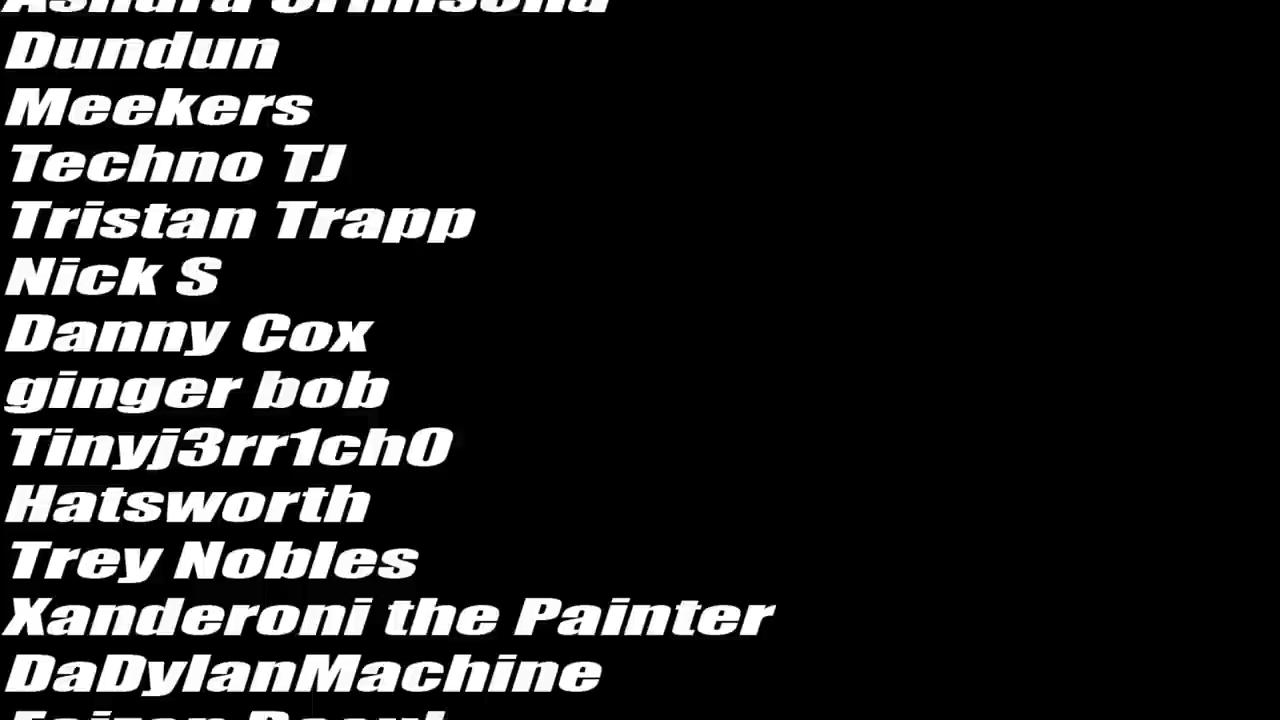 Dundun
Meekers
Techno TJ
Tristan Trapp
Nick S
Danny Cox
ginger bob
Tinyj3rr1ch0
Hatsworth
Trey Nobles
Xanderoni the Painter
DaDylanMachine